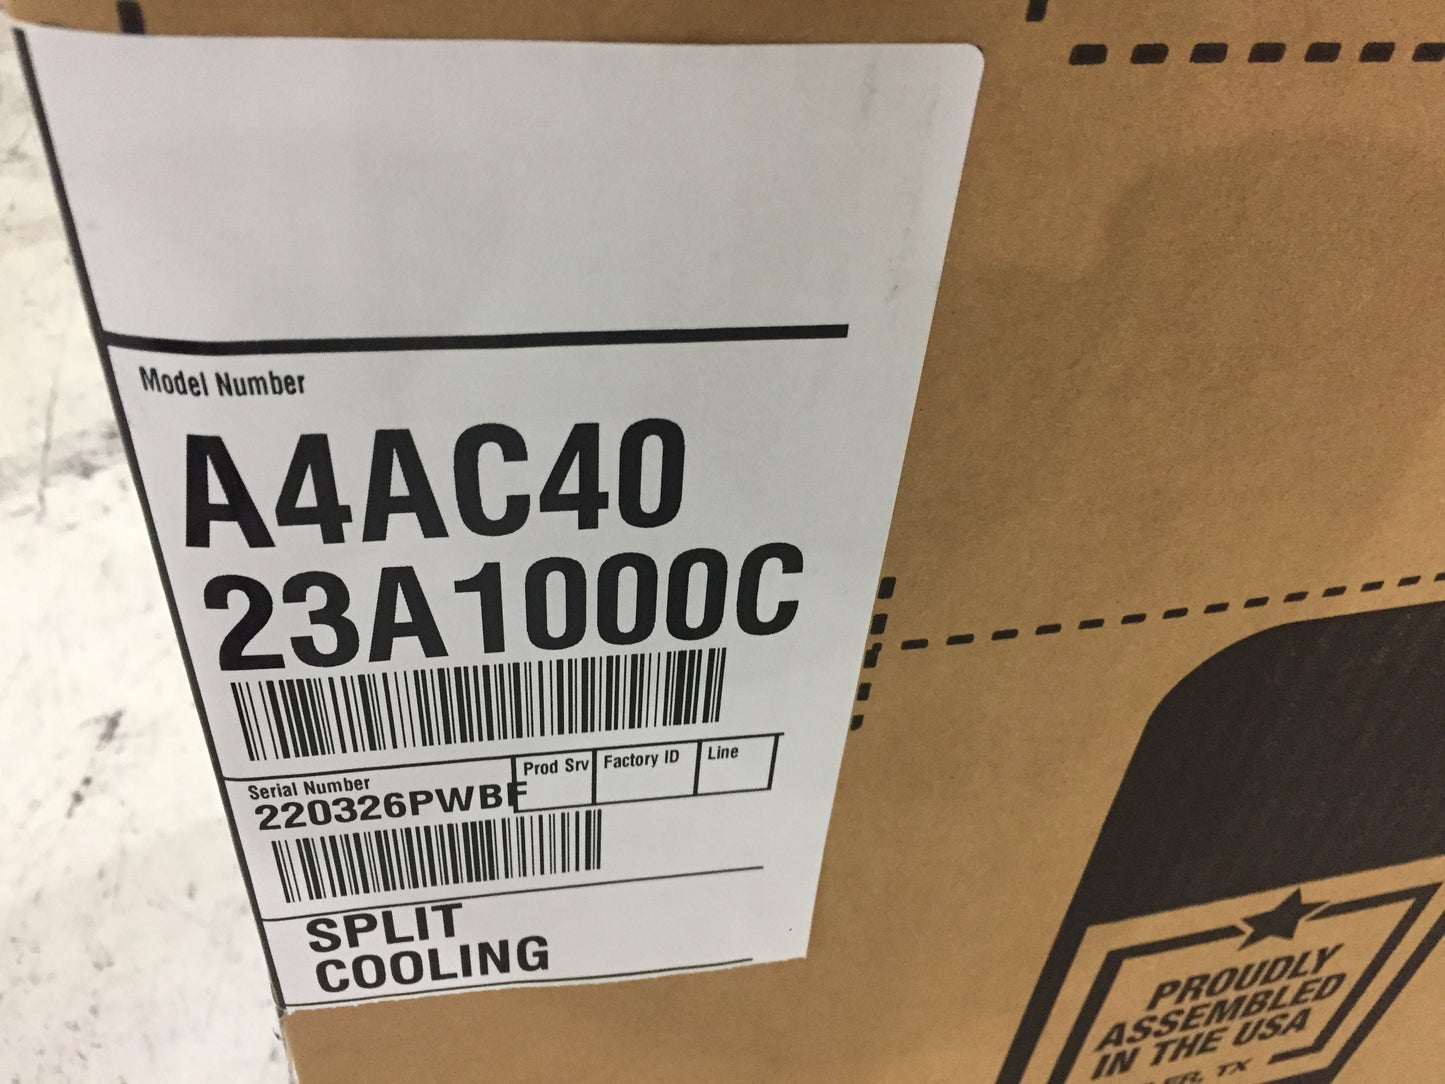 Model Number
A4AC40
23A1000C
Serial Number
220326PWBF
Prod Srv
Factory ID
Line
SPLIT
COOLING
PROUDLY
ASSEMBLED
IN THE USA
TX